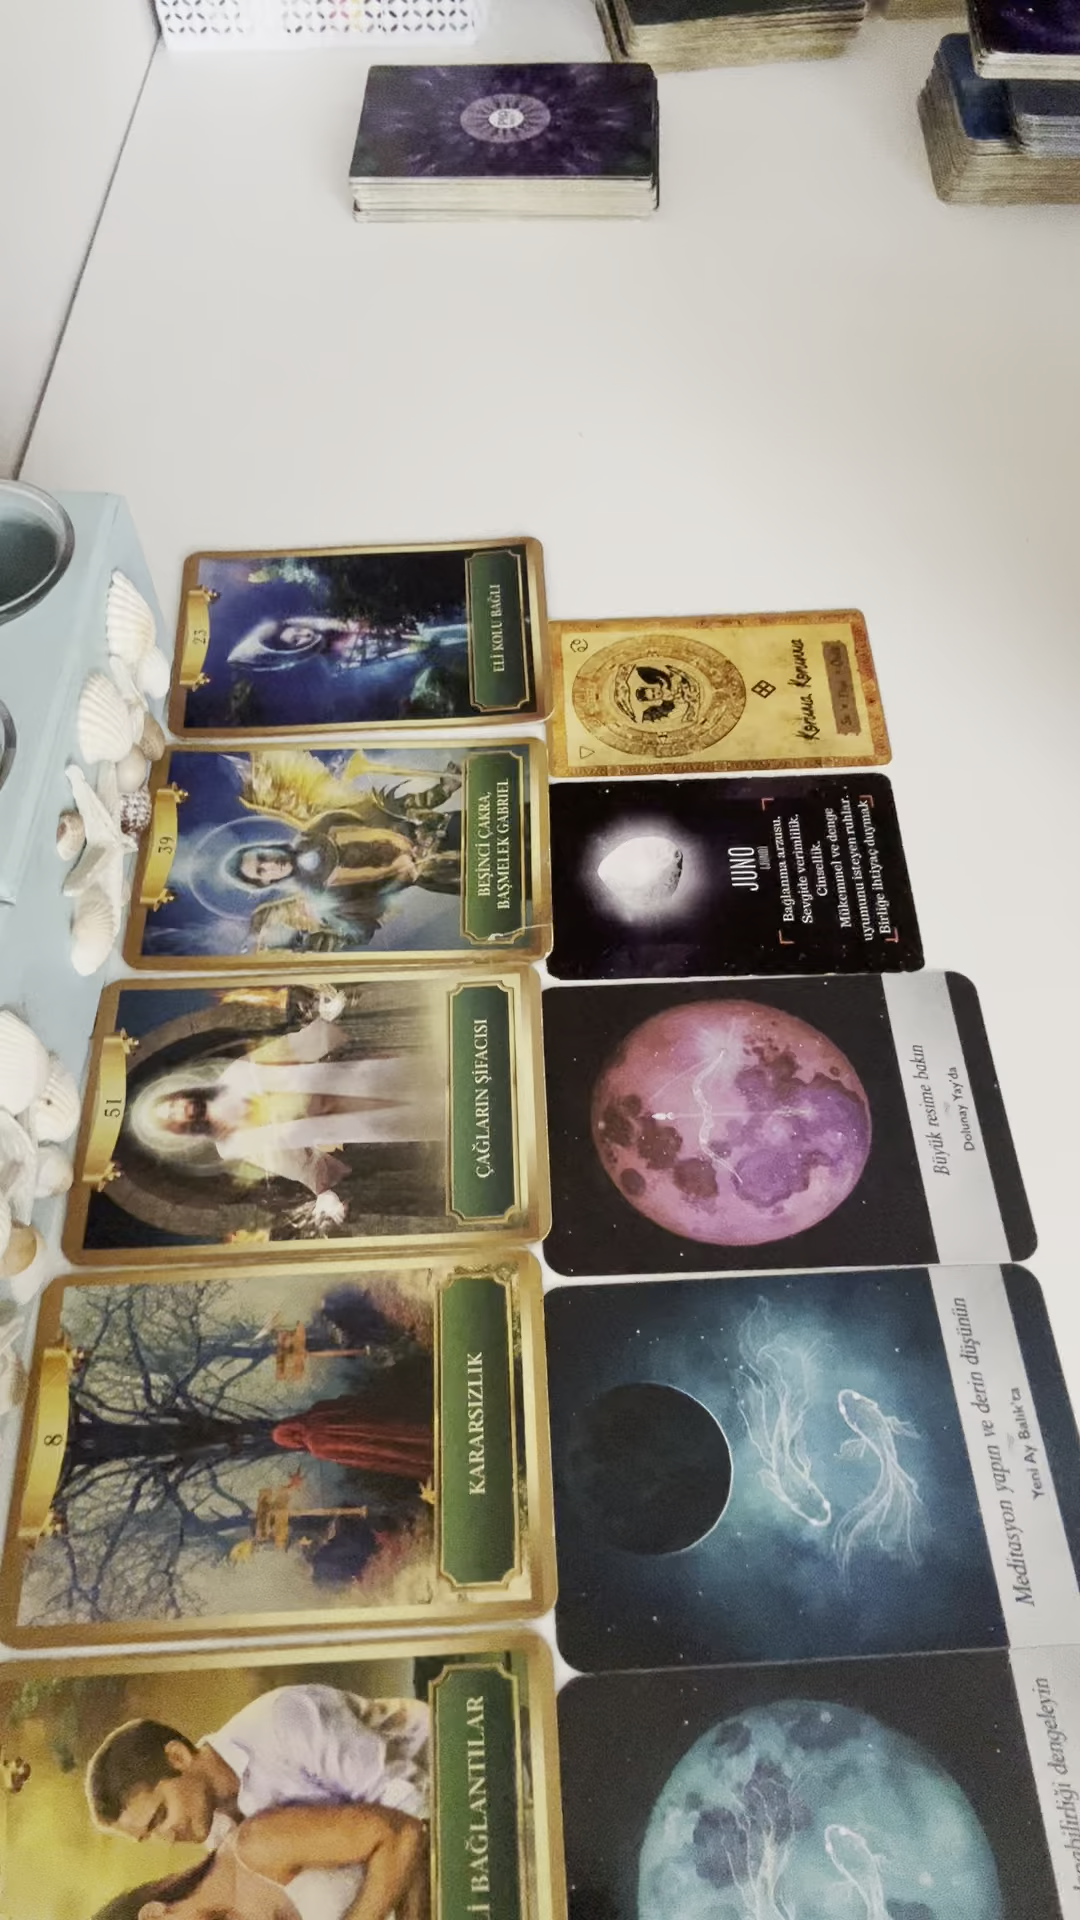 23
ELİ KOLU BAĞLI
Koruma Korunma
39
BEŞİNCİ ÇAKRA,
BAŞMELEK GABRIEL
JUNO
Bağlanma arzusu,
Sevgide verimlilik.
Cinsellik.
Mükemmel ve denge
uyumunu isteyen ruhlar.
Birliğe ihtiyaç duymak
51
ÇAĞLARIN ŞİFACISI
Büyük resime bakın
Dolunay Yay'da
8
KARARSIZLIK
Meditasyon yapın ve derin düşünün
Yeni Ay Balık'ta
BAĞLANTILAR
dengeleyin